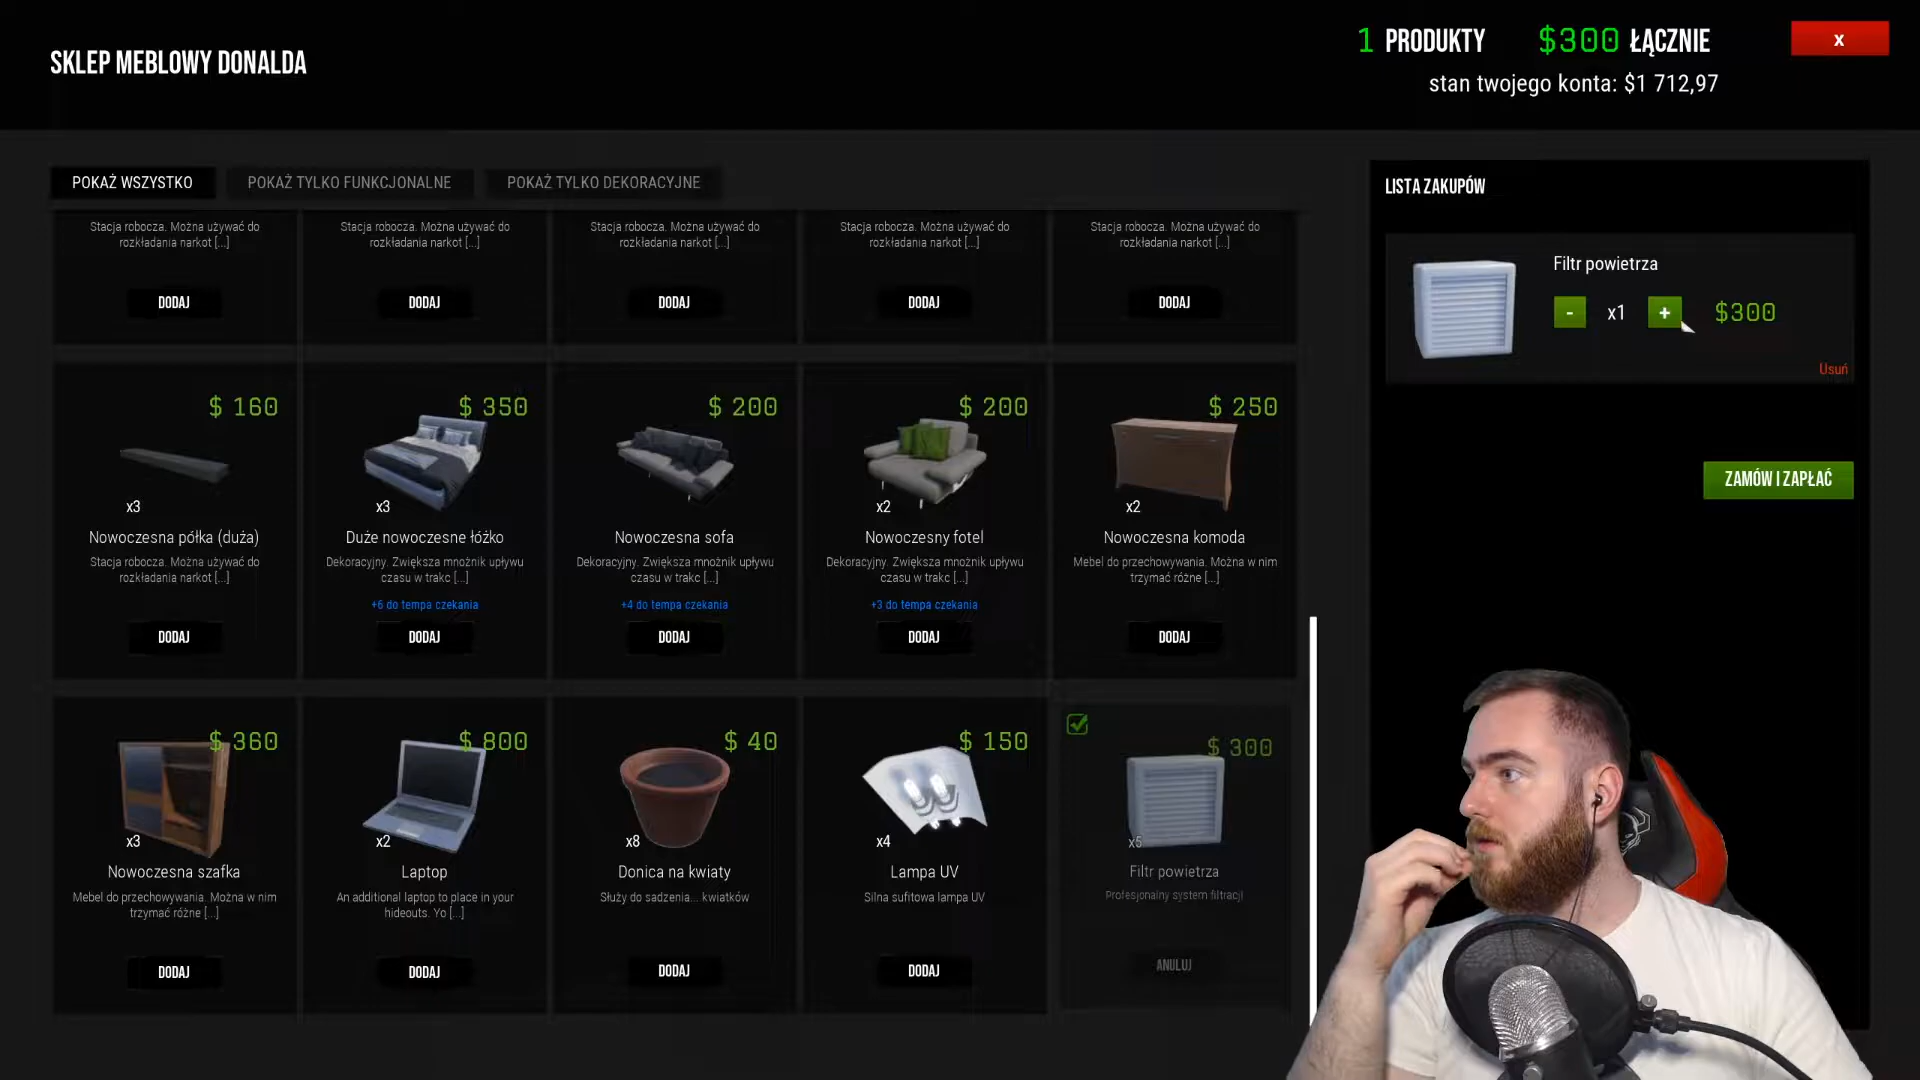 SKLEP MEBLOWY DONALDA
1 PRODUKTY $300 ŁĄCZNIE
stan twojego konta: $1 712,97
x
POKAŻ WSZYSTKO POKAŻ TYLKO FUNKCJONALNE POKAŻ TYLKO DEKORACYJNE
Stacja robocza. Można używać do
rozkładania narkot [...]
DODAJ
Stacja robocza. Można używać do
rozkładania narkot [...]
DODAJ
Stacja robocza. Można używać do
rozkładania narkot [...]
DODAJ
Stacja robocza. Można używać do
rozkładania narkot [...]
DODAJ
Stacja robocza. Można używać do
rozkładania narkot [...]
DODAJ
$ 160
x3
Nowoczesna półka (duża)
Stacja robocza. Można używać do
rozkładania narkot [...]
DODAJ
$ 350
x3
Duże nowoczesne łóżko
Dekoracyjny. Zwiększa mnożnik upływu
czasu w trakc [...]
+6 do tempa czekania
DODAJ
$ 200
Nowoczesna sofa
Dekoracyjny. Zwiększa mnożnik upływu
czasu w trakc [...]
+4 do tempa czekania
DODAJ
$ 200
x2
Nowoczesny fotel
Dekoracyjny. Zwiększa mnożnik upływu
czasu w trakc [...]
+3 do tempa czekania
DODAJ
$ 250
x2
Nowoczesna komoda
Mebel do przechowywania. Można w nim
trzymać różne [...]
DODAJ
$ 360
x3
Nowoczesna szafka
Mebel do przechowywania. Można w nim
trzymać różne [...]
DODAJ
$ 800
x2
Laptop
An additional laptop to place in your
hideouts. Yo [...]
DODAJ
$ 40
x8
Donica na kwiaty
Służy do sadzenia... kwiatków
DODAJ
$ 150
x4
Lampa UV
Silna sufitowa lampa UV
DODAJ
$ 300
x5
Filtr powietrza
Profesjonalny system filtracji
ANULUJ
LISTA ZAKUPÓW
Filtr powietrza
- x1 + $300
Usuń
ZAMÓW I ZAPŁAĆ